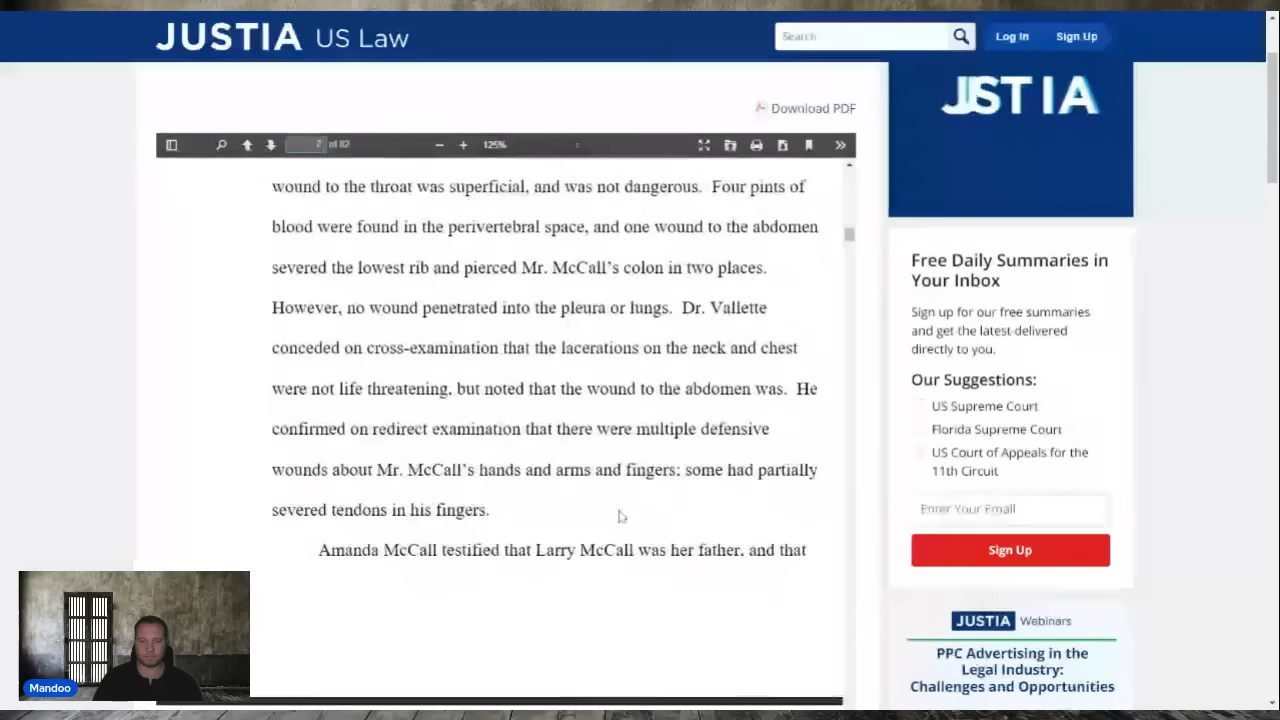 JUSTIA US Law
Search
Log In
Sign Up
JUSTIA
Download PDF
7 of 82
125%
wound to the throat was superficial, and was not dangerous. Four pints of
blood were found in the perivertebral space, and one wound to the abdomen
severed the lowest rib and pierced Mr. McCall's colon in two places.
However, no wound penetrated into the pleura or lungs. Dr. Vallette
conceded on cross-examination that the lacerations on the neck and chest
were not life threatening, but noted that the wound to the abdomen was. He
confirmed on redirect examination that there were multiple defensive
wounds about Mr. McCall's hands and arms and fingers; some had partially
severed tendons in his fingers.
Amanda McCall testified that Larry McCall was her father, and that
Free Daily Summaries in
Your Inbox
Sign up for our free summaries
and get the latest delivered
directly to you.
Our Suggestions:
US Supreme Court
Florida Supreme Court
US Court of Appeals for the
11th Circuit
Enter Your Email
Sign Up
JUSTIA Webinars
PPC Advertising in the
Legal Industry:
Challenges and Opportunities
Mandoo